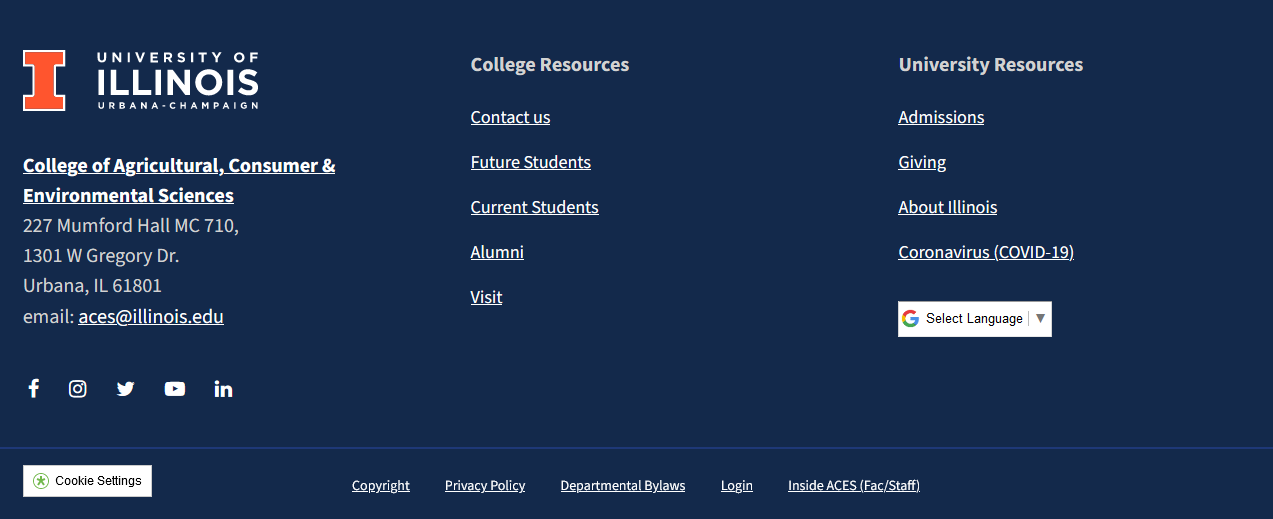 UNIVERSITY OF
ILLINOIS
URBANA-CHAMPAIGN
College of Agricultural, Consumer &
Environmental Sciences
227 Mumford Hall MC 710,
1301 W Gregory Dr.
Urbana, IL 61801
email: aces@illinois.edu
College Resources
Contact us
Future Students
Current Students
Alumni
Visit
University Resources
Admissions
Giving
About Illinois
Coronavirus (COVID-19)
Select Language ▼
Cookie Settings
Copyright
Privacy Policy
Departmental Bylaws
Login
Inside ACES (Fac/Staff)